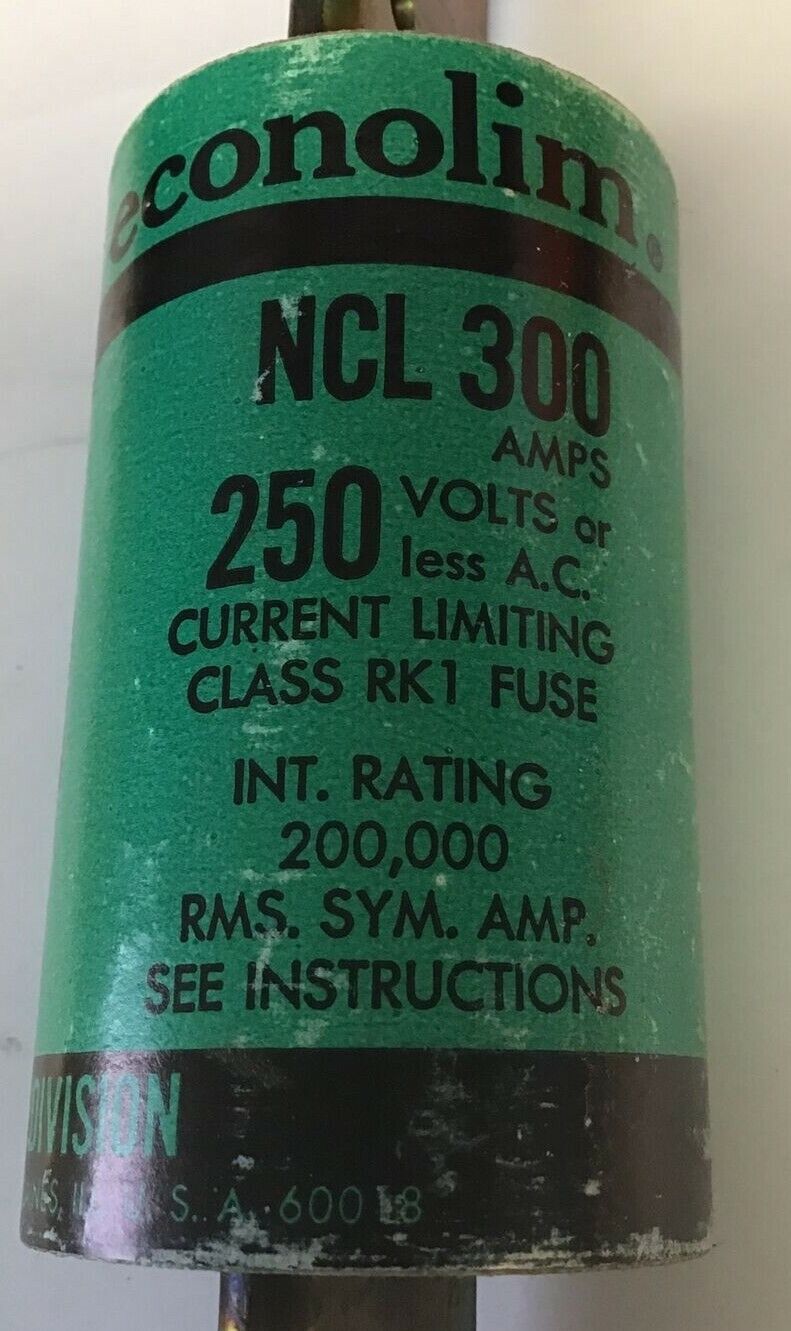 econolim®
NCL 300
AMPS
250 VOLTS or
less A.C.
CURRENT LIMITING
CLASS RK1 FUSE
INT. RATING
200,000
RMS. SYM. AMP.
SEE INSTRUCTIONS
DIVISION
S. A. 60018